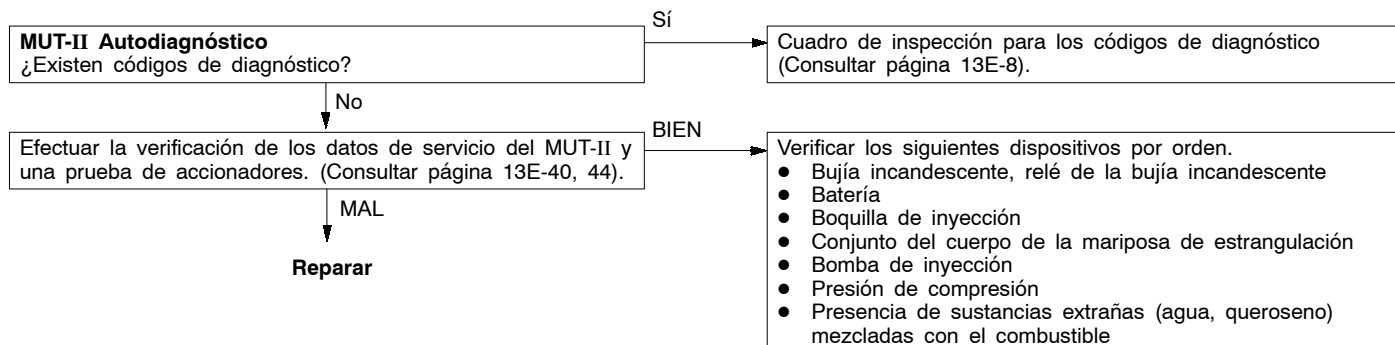 MUT-II Autodiagnóstico
¿Existen códigos de diagnóstico?
Sí
Cuadro de inspección para los códigos de diagnóstico
(Consultar página 13E-8).
No
Efectuar la verificación de los datos de servicio del MUT-II y
una prueba de accionadores. (Consultar página 13E-40, 44).
BIEN
Verificar los siguientes dispositivos por orden.
● Bujía incandescente, relé de la bujía incandescente
● Batería
● Boquilla de inyección
● Conjunto del cuerpo de la mariposa de estrangulación
● Bomba de inyección
● Presión de compresión
● Presencia de sustancias extrañas (agua, queroseno)
mezcladas con el combustible
MAL
Reparar